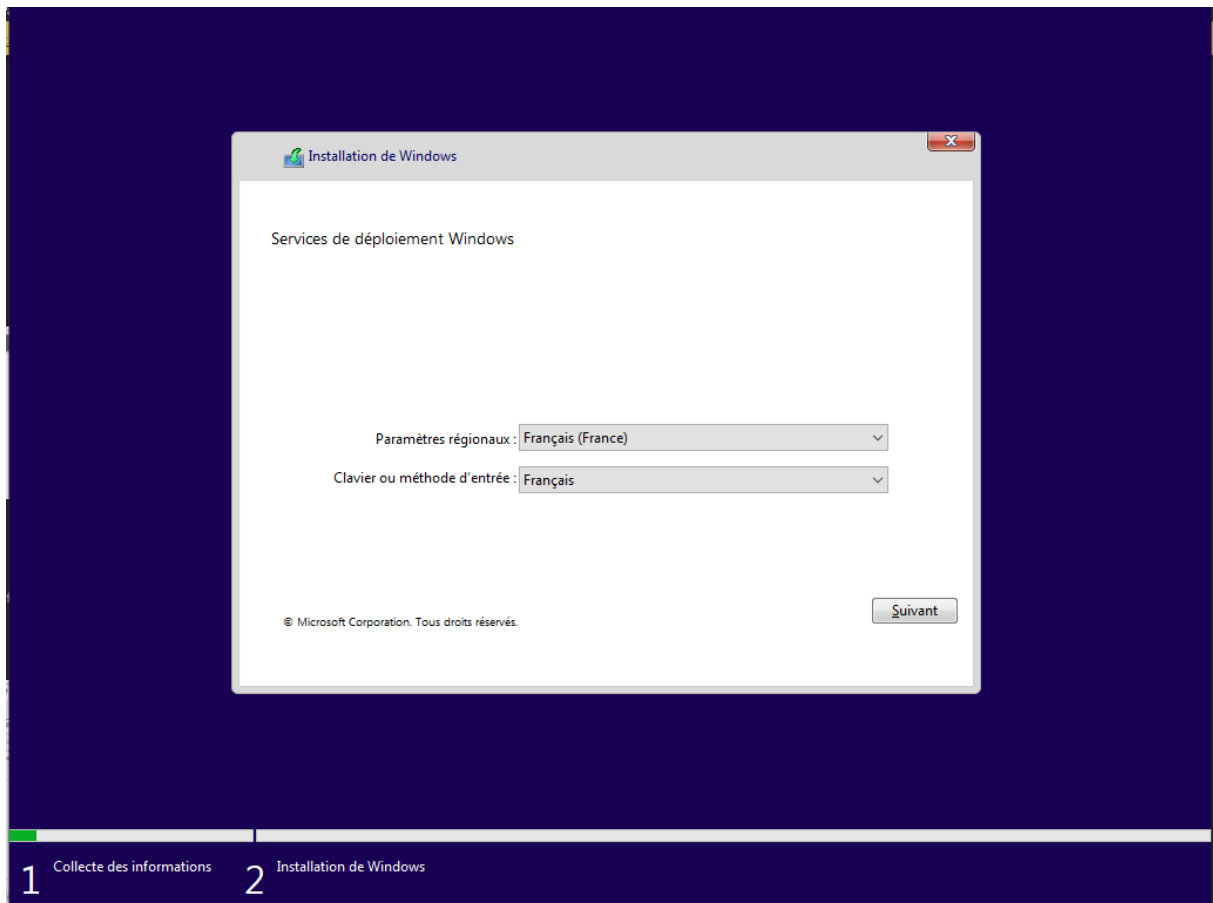 Installation de Windows
Services de déploiement Windows
Paramètres régionaux : Français (France)
Clavier ou méthode d'entrée : Français
Suivant
© Microsoft Corporation. Tous droits réservés.
1 Collecte des informations 2 Installation de Windows